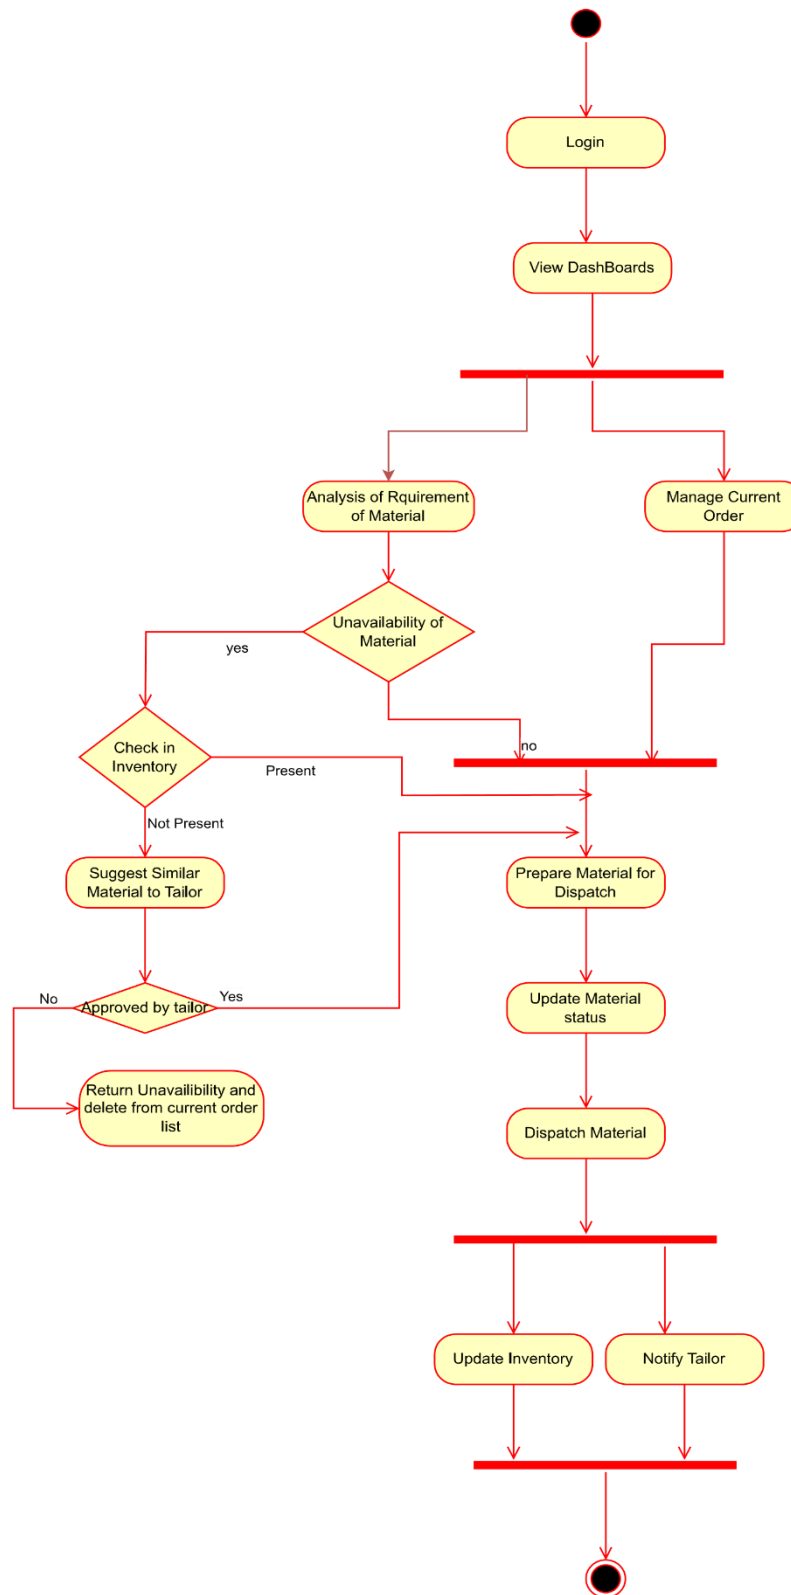 Login
View DashBoards
Analysis of Rquirement
of Material
Manage Current
Order
Unavailability of
Material
yes
no
Check in
Inventory
Present
Not Present
Suggest Similar
Material to Tailor
Prepare Material for
Dispatch
No
Approved by tailor
Yes
Update Material
status
Return Unavailibility and
delete from current order
list
Dispatch Material
Update Inventory
Notify Tailor